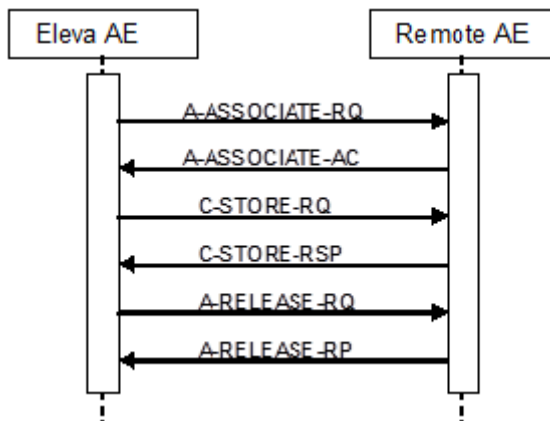 Eleva AE
Remote AE
A-ASSOCIATE-RQ
A-ASSOCIATE-AC
C-STORE-RQ
C-STORE-RSP
A-RELEASE-RQ
A-RELEASE-RP